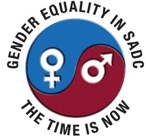 GENDER EQUALITY IN SADC
THE TIME IS NOW